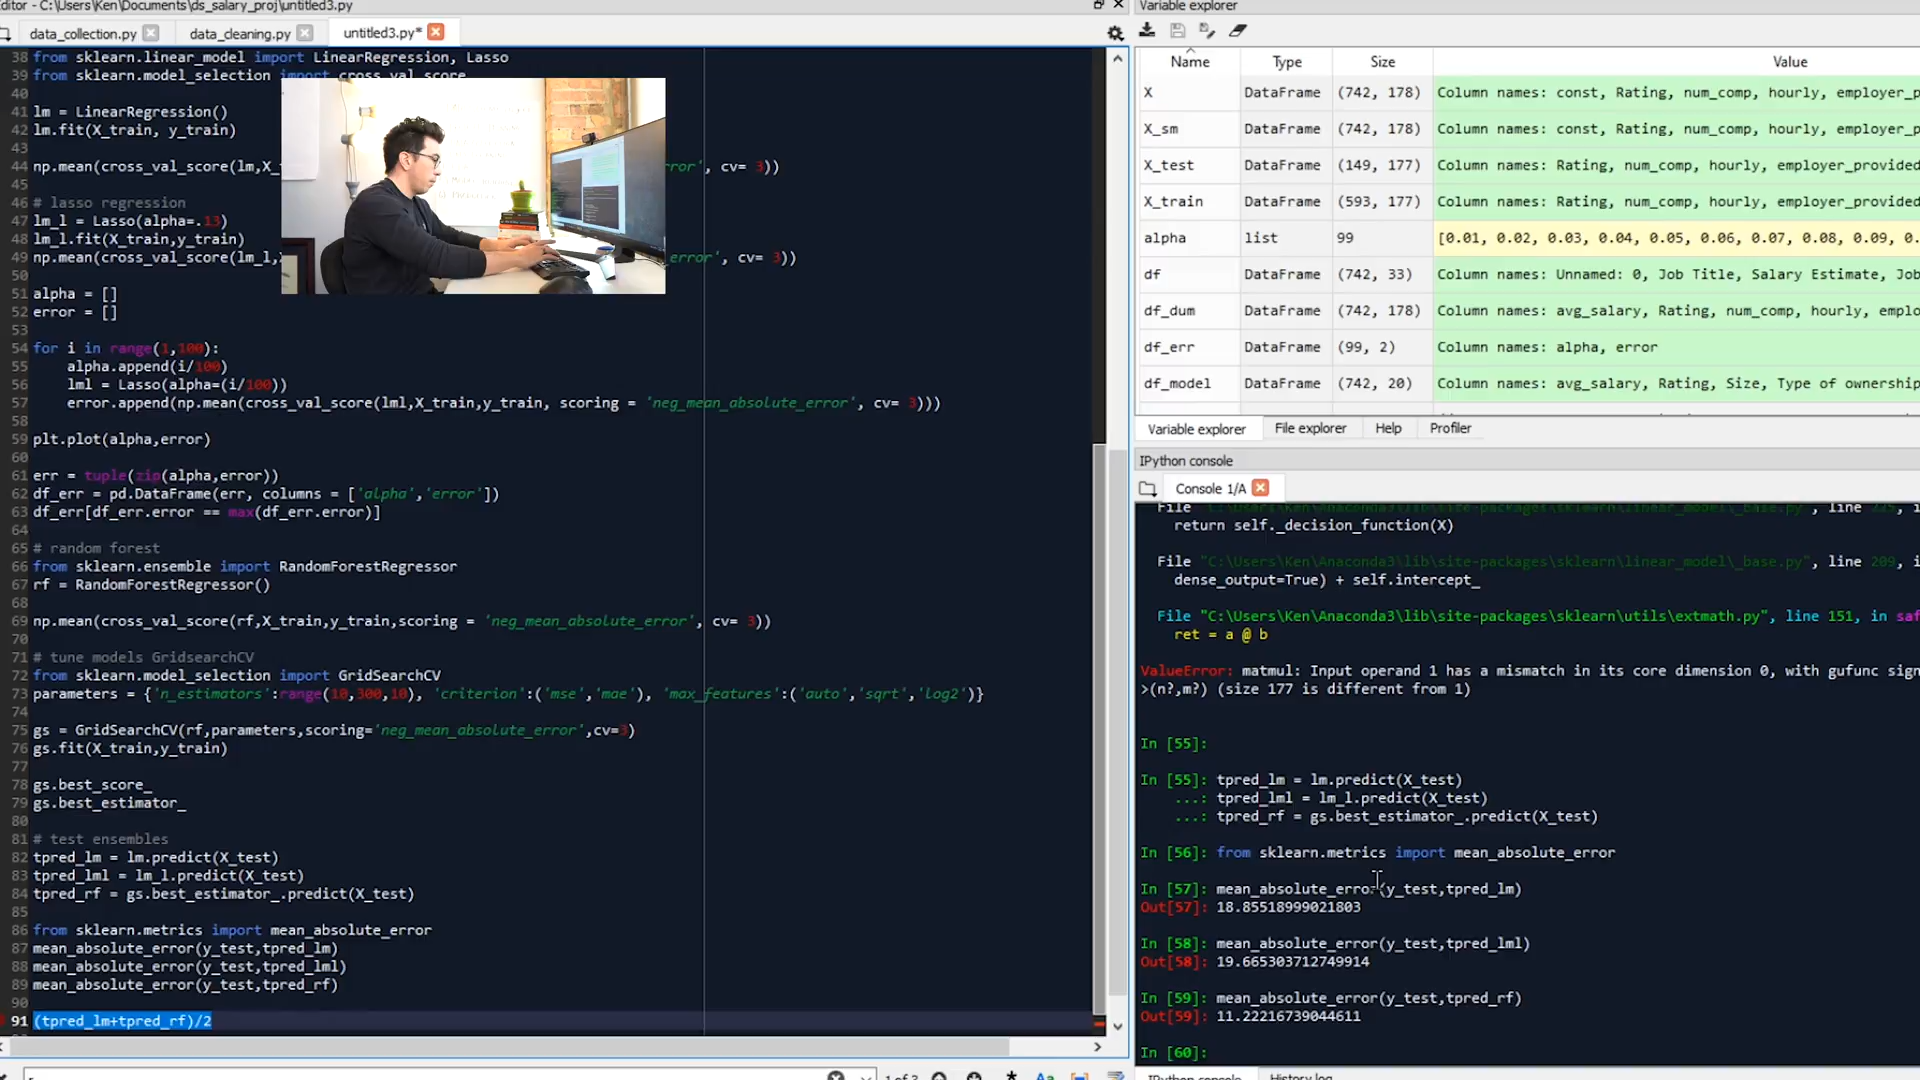 Editor - C:\Users\Ken\Documents\ds_salary_proj\untitled3.py
data_collection.py
data_cleaning.py
untitled3.py*
38 from sklearn.linear_model import LinearRegression, Lasso
39 from sklearn.model_selection import cross_val_score
40
41 lm = LinearRegression()
42 lm.fit(X_train, y_train)
43
44 np.mean(cross_val_score(lm,X_ ror', cv= 3))
45
46 # lasso regression
47 lm_l = Lasso(alpha=.13)
48 lm_l.fit(X_train,y_train)
49 np.mean(cross_val_score(lm_l, error', cv= 3))
50
51 alpha = []
52 error = []
53
54 for i in range(1,100):
55 alpha.append(i/100)
56 lml = Lasso(alpha=(i/100))
57 error.append(np.mean(cross_val_score(lml,X_train,y_train, scoring = 'neg_mean_absolute_error', cv= 3)))
58
59 plt.plot(alpha,error)
60
61 err = tuple(zip(alpha,error))
62 df_err = pd.DataFrame(err, columns = ['alpha','error'])
63 df_err[df_err.error == max(df_err.error)]
64
65 # random forest
66 from sklearn.ensemble import RandomForestRegressor
67 rf = RandomForestRegressor()
68
69 np.mean(cross_val_score(rf,X_train,y_train,scoring = 'neg_mean_absolute_error', cv= 3))
70
71 # tune models GridsearchCV
72 from sklearn.model_selection import GridSearchCV
73 parameters = {'n_estimators':range(10,300,10), 'criterion':('mse','mae'), 'max_features':('auto','sqrt','log2')}
74
75 gs = GridSearchCV(rf,parameters,scoring='neg_mean_absolute_error',cv=3)
76 gs.fit(X_train,y_train)
77
78 gs.best_score_
79 gs.best_estimator_
80
81 # test ensembles
82 tpred_lm = lm.predict(X_test)
83 tpred_lml = lm_l.predict(X_test)
84 tpred_rf = gs.best_estimator_.predict(X_test)
85
86 from sklearn.metrics import mean_absolute_error
87 mean_absolute_error(y_test,tpred_lm)
88 mean_absolute_error(y_test,tpred_lml)
89 mean_absolute_error(y_test,tpred_rf)
90
91 (tpred_lm+tpred_rf)/2
1 of 3
Aa
Variable explorer
Name Type Size Value
X DataFrame (742, 178) Column names: const, Rating, num_comp, hourly, employer_p
X_sm DataFrame (742, 178) Column names: const, Rating, num_comp, hourly, employer_p
X_test DataFrame (149, 177) Column names: Rating, num_comp, hourly, employer_provided
X_train DataFrame (593, 177) Column names: Rating, num_comp, hourly, employer_provided
alpha list 99 [0.01, 0.02, 0.03, 0.04, 0.05, 0.06, 0.07, 0.08, 0.09, 0.
df DataFrame (742, 33) Column names: Unnamed: 0, Job Title, Salary Estimate, Job
df_dum DataFrame (742, 178) Column names: avg_salary, Rating, num_comp, hourly, emplo
df_err DataFrame (99, 2) Column names: alpha, error
df_model DataFrame (742, 20) Column names: avg_salary, Rating, Size, Type of ownership
Variable explorer File explorer Help Profiler
IPython console
Console 1/A
File "C:\Users\Ken\Anaconda3\lib\site-packages\sklearn\linear_model\_base.py", line 225, i
return self._decision_function(X)
File "C:\Users\Ken\Anaconda3\lib\site-packages\sklearn\linear_model\_base.py", line 209, i
dense_output=True) + self.intercept_
File "C:\Users\Ken\Anaconda3\lib\site-packages\sklearn\utils\extmath.py", line 151, in saf
ret = a @ b
ValueError: matmul: Input operand 1 has a mismatch in its core dimension 0, with gufunc sign
>(n?,m?) (size 177 is different from 1)
In [55]:
In [55]: tpred_lm = lm.predict(X_test)
...: tpred_lml = lm_l.predict(X_test)
...: tpred_rf = gs.best_estimator_.predict(X_test)
In [56]: from sklearn.metrics import mean_absolute_error
In [57]: mean_absolute_error(y_test,tpred_lm)
Out[57]: 18.85518999021803
In [58]: mean_absolute_error(y_test,tpred_lml)
Out[58]: 19.665303712749914
In [59]: mean_absolute_error(y_test,tpred_rf)
Out[59]: 11.22216739044611
In [60]:
IPython console History log